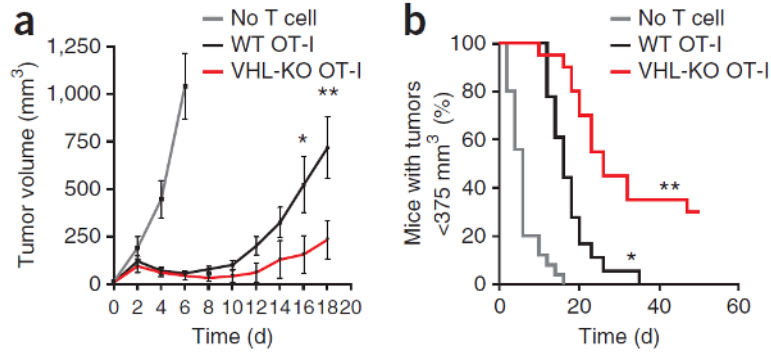 a
No T cell
WT OT-I
VHL-KO OT-I
Tumor volume (mm³)
1,250
1,000
750
500
250
0
**
*
0 2 4 6 8 10 12 14 16 18 20
Time (d)
b
No T cell
WT OT-I
VHL-KO OT-I
Mice with tumors
<375 mm³ (%)
100
80
60
40
20
0
**
*
0 20 40 60
Time (d)